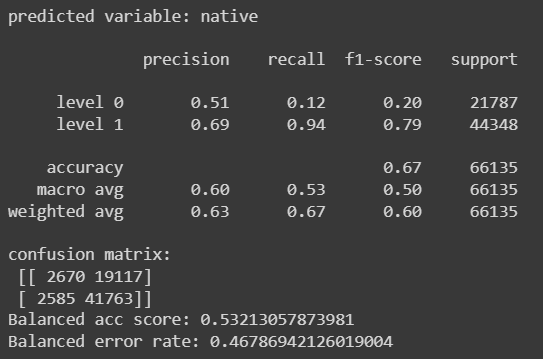 predicted variable: native
precision recall f1-score support
level 0 0.51 0.12 0.20 21787
level 1 0.69 0.94 0.79 44348
accuracy 0.67 66135
macro avg 0.60 0.53 0.50 66135
weighted avg 0.63 0.67 0.60 66135
confusion matrix:
[[ 2670 19117]
[ 2585 41763]]
Balanced acc score: 0.53213057873981
Balanced error rate: 0.46786942126019004